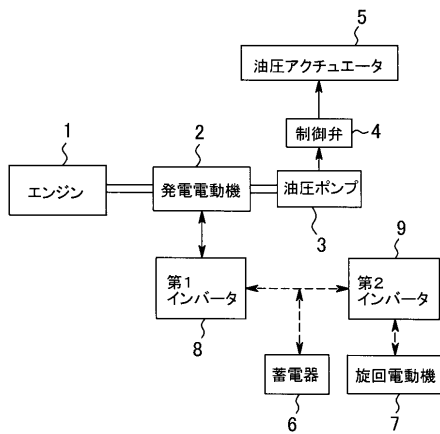 5
油圧アクチュエータ
制御弁
4
1
2
エンジン
発電電動機
油圧ポンプ
3
9
第1
インバータ
第2
インバータ
8
蓄電器
旋回電動機
6
7